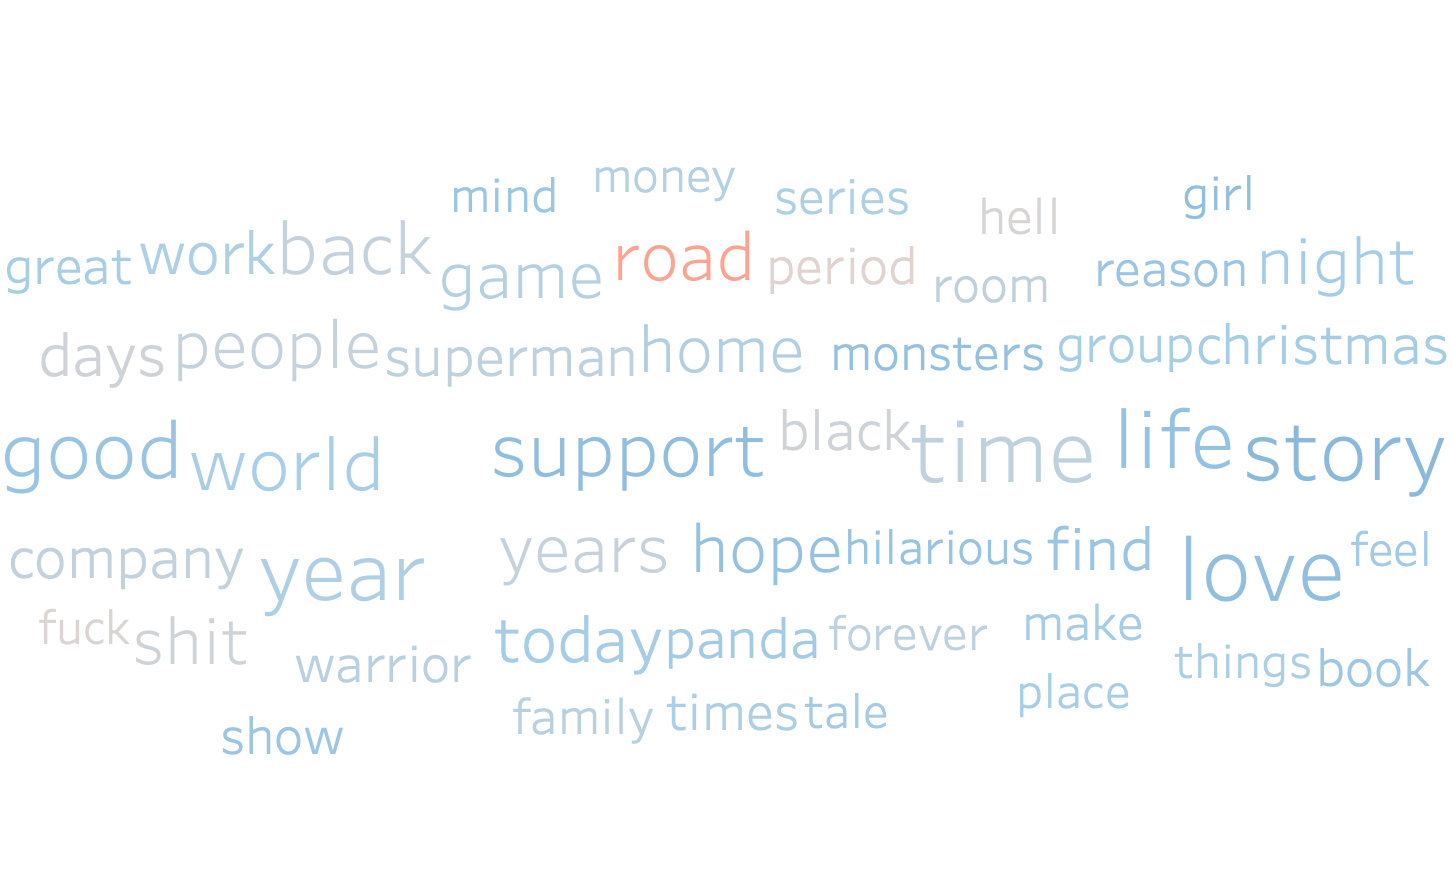 mind money series hell girl
great work back game road period room reason night
days people superman home monsters group christmas
good world support black time life story
company year years hope hilarious find love feel
fuck shit warrior today panda forever make things book
show family times tale place